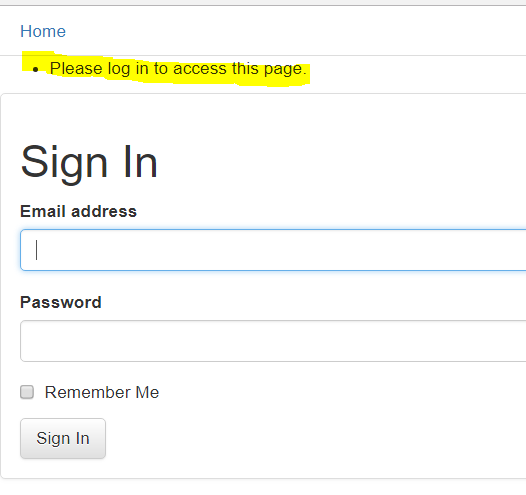 Home
Please log in to access this page.
Sign In
Email address
Password
Remember Me
Sign In